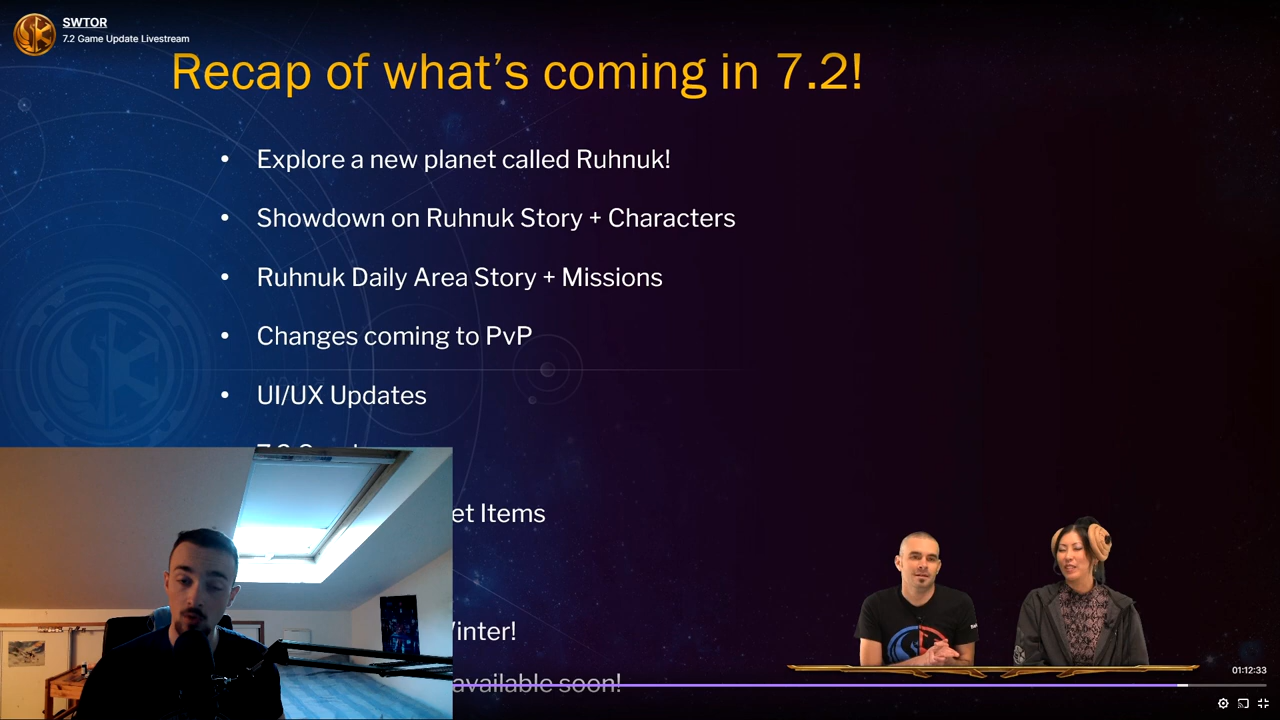 SWTOR
7.2 Game Update Livestream
Recap of what's coming in 7.2!
• Explore a new planet called Ruhnuk!
• Showdown on Ruhnuk Story + Characters
• Ruhnuk Daily Area Story + Missions
• Changes coming to PvP
• UI/UX Updates
et Items
inter!
available soon!
01:12:33